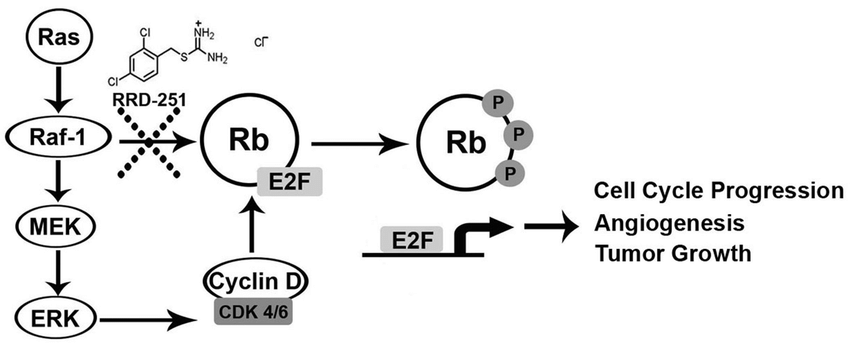 Ras
Cl
Cl
S
+
NH₂
NH₂
Cl⁻
RRD-251
Raf-1
Rb
E2F
Rb
P
P
P
MEK
Cell Cycle Progression
Angiogenesis
Tumor Growth
E2F
Cyclin D
CDK 4/6
ERK